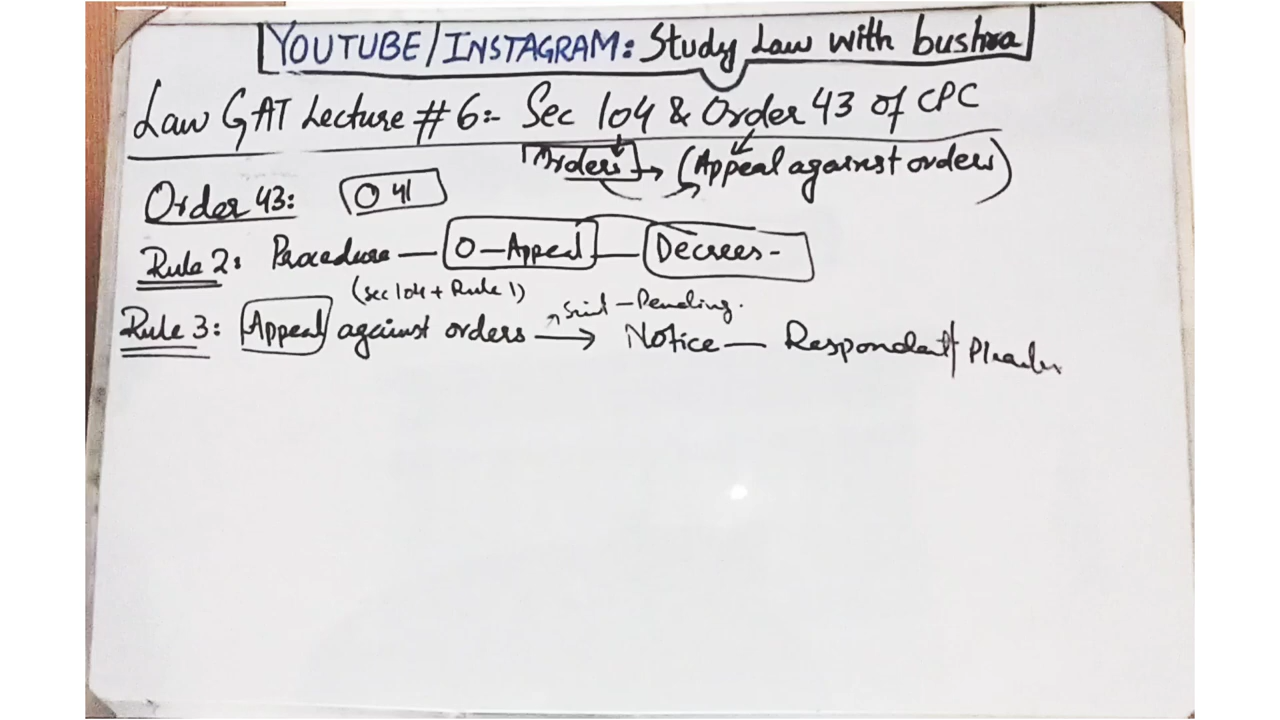 YOUTUBE/INSTAGRAM: Study Law with bushra
Law GAT Lecture # 6:- Sec 104 & Order 43 of CPC
Orders → (Appeal against orders)
Order 43: O 41
Rule 2: Procedure — O—Appeal — Decrees-
(sec 104 + Rule 1)
Suit - Pending.
Rule 3: Appeal against orders → Notice — Respondent/ Pleader